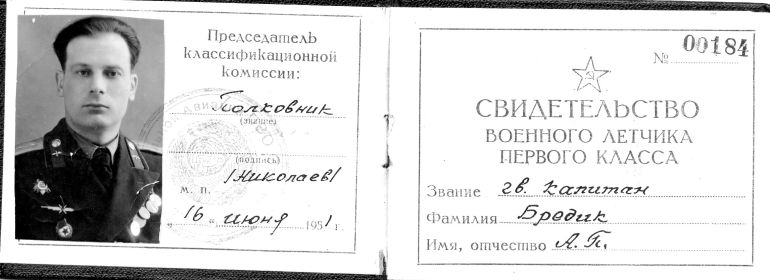 Председатель
классификационной
комиссии:
Полковник
(звание)
(подпись)
/Николаев/
М. П.
„16" июня 1951 г.
№ 00184
СВИДЕТЕЛЬСТВО
ВОЕННОГО ЛЕТЧИКА
ПЕРВОГО КЛАССА
Звание гв. капитан
Фамилия Бредик
Имя, отчество А.П.